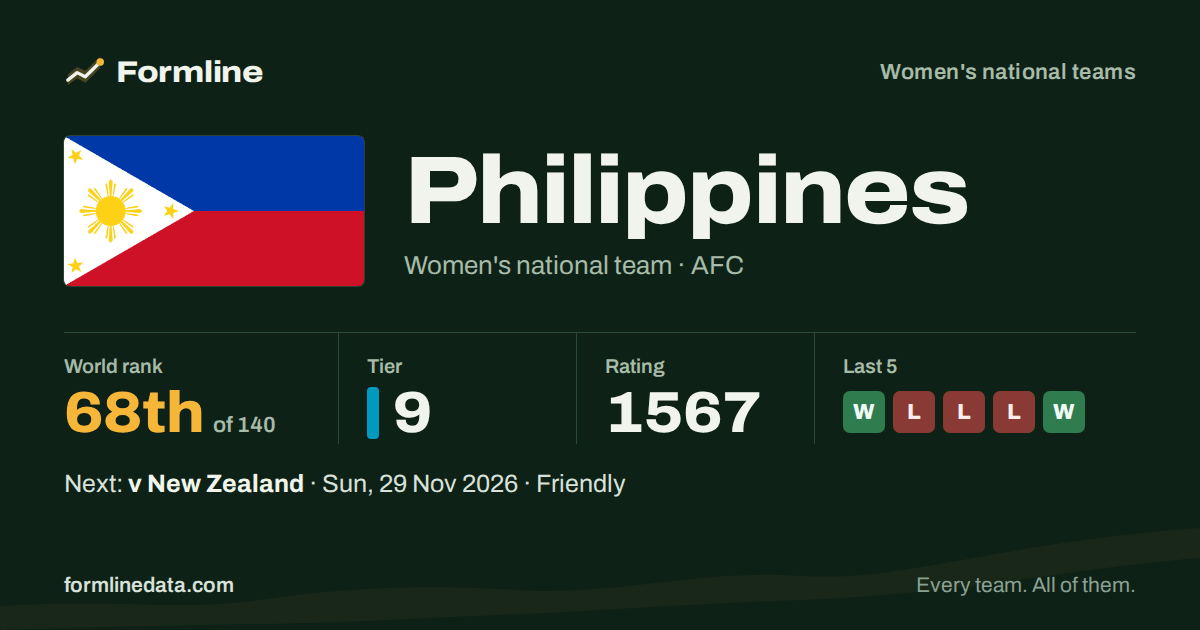 Formline
Women's national teams
Philippines
Women's national team · AFC
World rank
68th of 140
Tier
9
Rating
1567
Last 5
W L L L W
Next: v New Zealand · Sun, 29 Nov 2026 · Friendly
formlinedata.com
Every team. All of them.